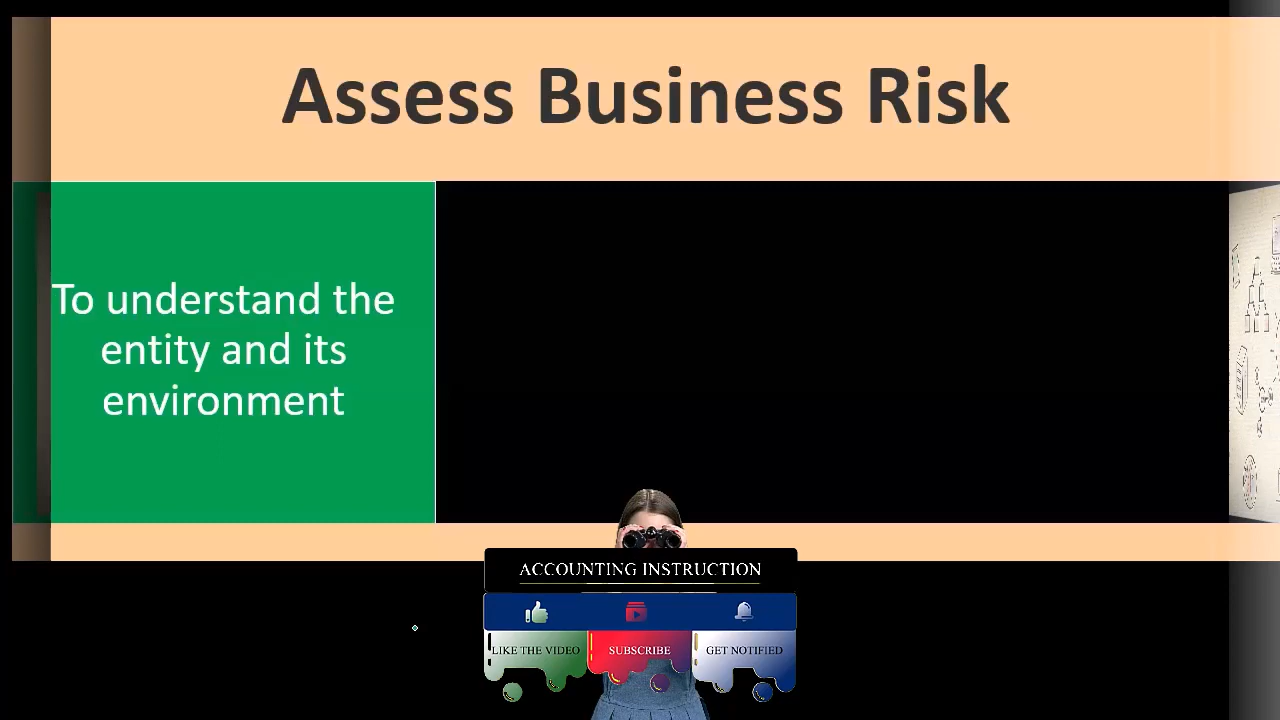 Assess Business Risk
To understand the
entity and its
environment
ACCOUNTING INSTRUCTION
LIKE THE VIDEO
SUBSCRIBE
GET NOTIFIED